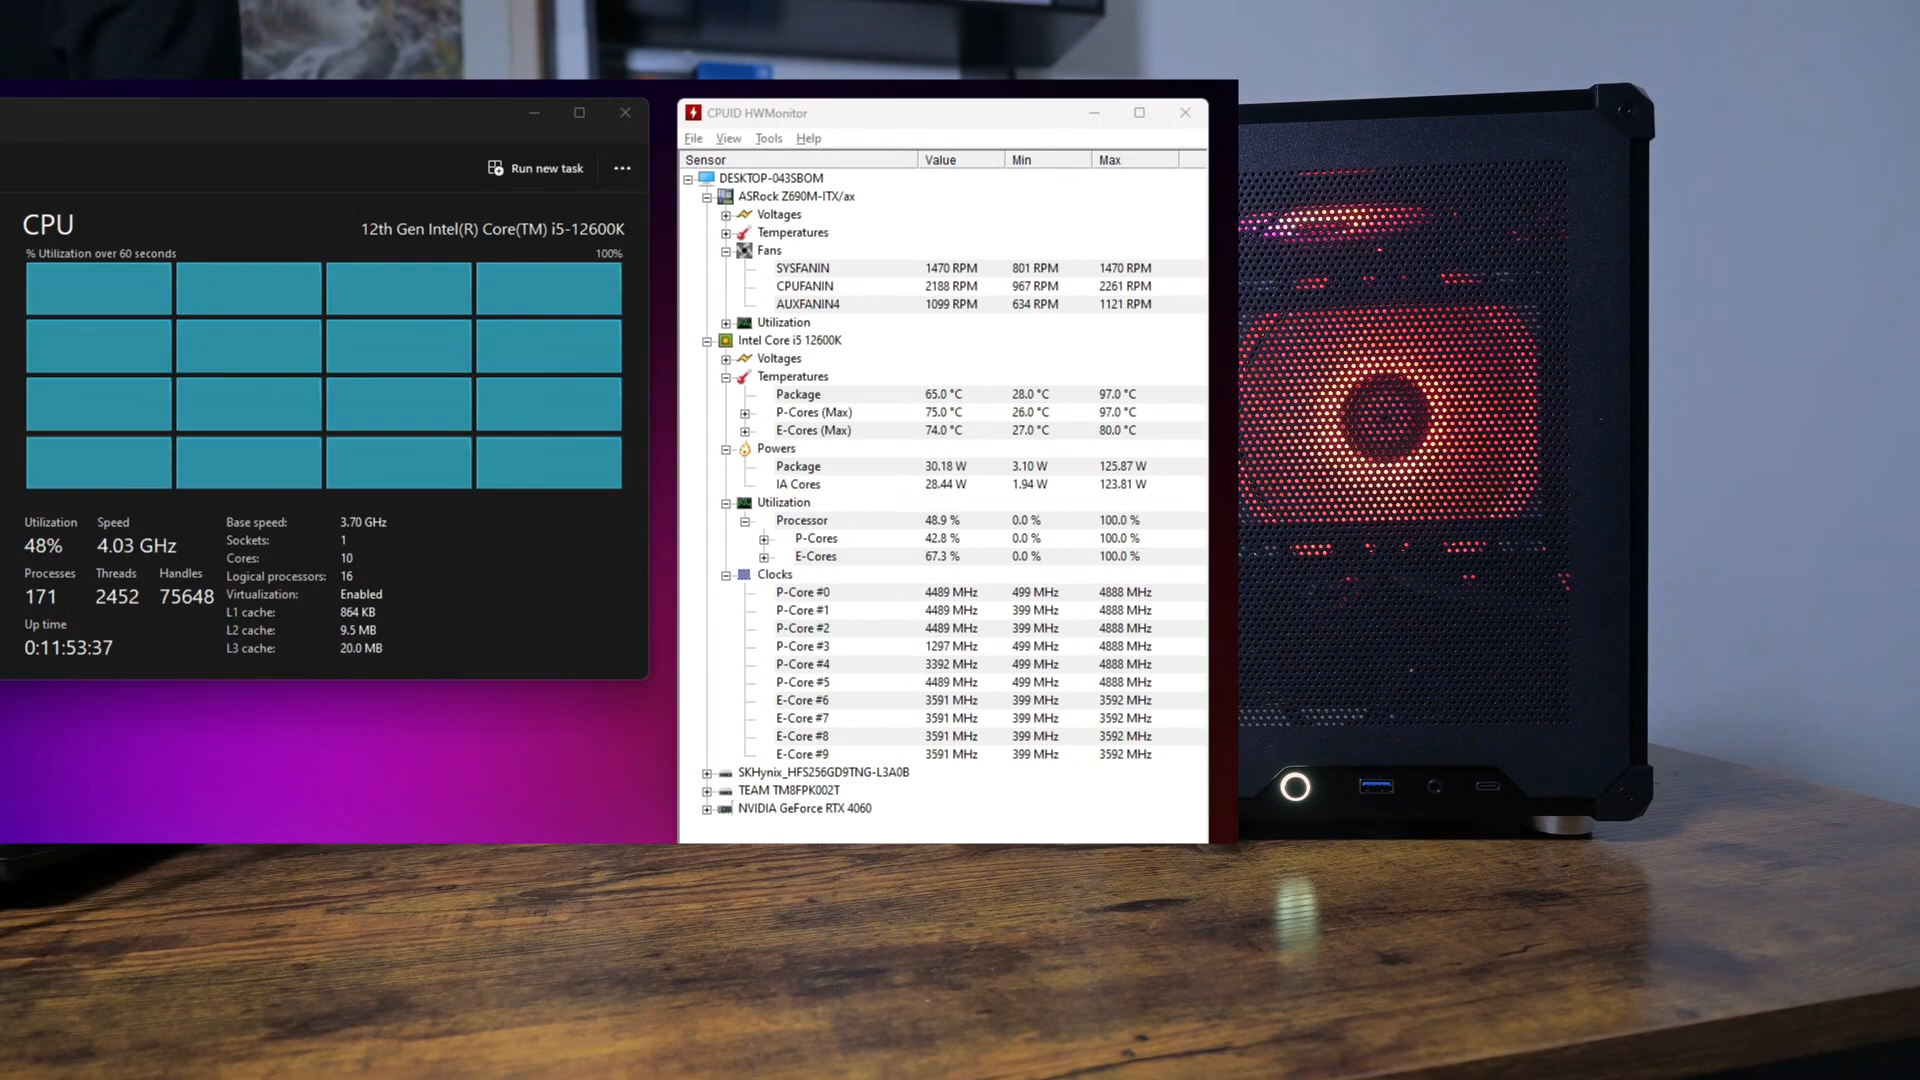 Run new task
CPU
12th Gen Intel(R) Core(TM) i5-12600K
% Utilization over 60 seconds
100%
Utilization
Speed
48%
4.03 GHz
Processes
Threads
Handles
171
2452
75648
Up time
0:11:53:37
Base speed: 3.70 GHz
Sockets: 1
Cores: 10
Logical processors: 16
Virtualization: Enabled
L1 cache: 864 KB
L2 cache: 9.5 MB
L3 cache: 20.0 MB
CPUID HWMonitor
File View Tools Help
Sensor Value Min Max
DESKTOP-043SBOM
ASRock Z690M-ITX/ax
Voltages
Temperatures
Fans
SYSFANIN 1470 RPM 801 RPM 1470 RPM
CPUFANIN 2188 RPM 967 RPM 2261 RPM
AUXFANIN4 1099 RPM 634 RPM 1121 RPM
Utilization
Intel Core i5 12600K
Voltages
Temperatures
Package 65.0 °C 28.0 °C 97.0 °C
P-Cores (Max) 75.0 °C 26.0 °C 97.0 °C
E-Cores (Max) 74.0 °C 27.0 °C 80.0 °C
Powers
Package 30.18 W 3.10 W 125.87 W
IA Cores 28.44 W 1.94 W 123.81 W
Utilization
Processor 48.9 % 0.0 % 100.0 %
P-Cores 42.8 % 0.0 % 100.0 %
E-Cores 67.3 % 0.0 % 100.0 %
Clocks
P-Core #0 4489 MHz 499 MHz 4888 MHz
P-Core #1 4489 MHz 399 MHz 4888 MHz
P-Core #2 4489 MHz 399 MHz 4888 MHz
P-Core #3 1297 MHz 499 MHz 4888 MHz
P-Core #4 3392 MHz 499 MHz 4888 MHz
P-Core #5 4489 MHz 499 MHz 4888 MHz
E-Core #6 3591 MHz 399 MHz 3592 MHz
E-Core #7 3591 MHz 399 MHz 3592 MHz
E-Core #8 3591 MHz 399 MHz 3592 MHz
E-Core #9 3591 MHz 399 MHz 3592 MHz
SKHynix_HFS256GD9TNG-L3A0B
TEAM TM8FPK002T
NVIDIA GeForce RTX 4060